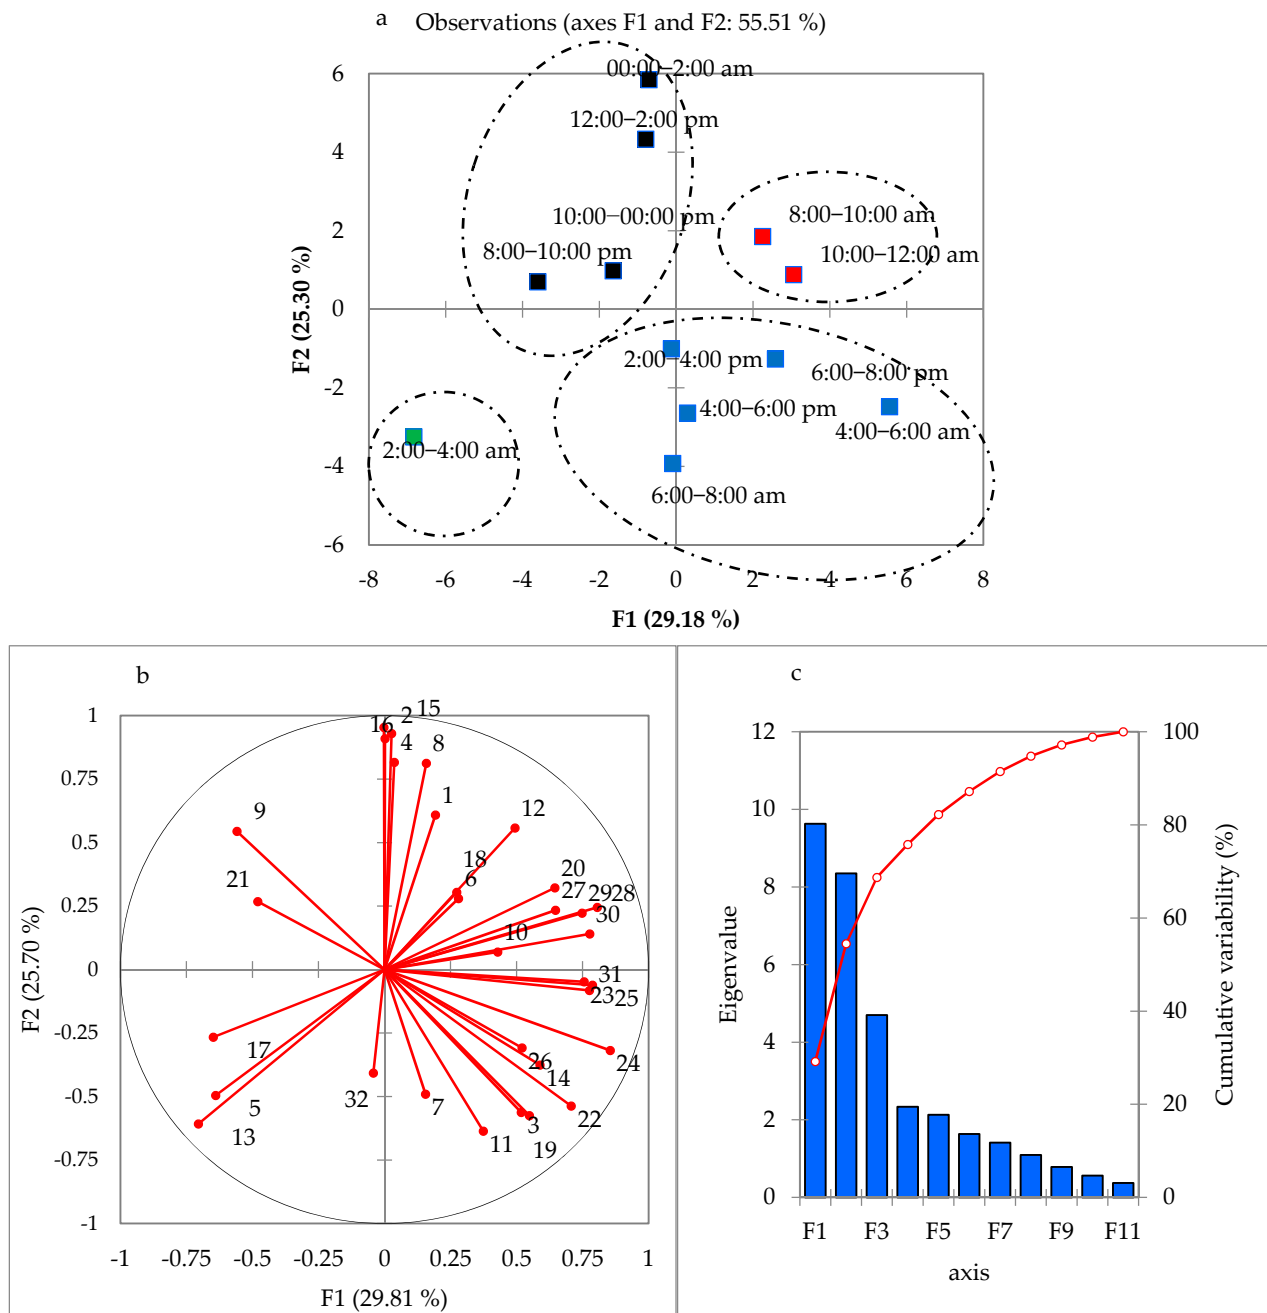 a Observations (axes F1 and F2: 55.51 %)
6
00:00−2:00 am
12:00−2:00 pm
4
8:00−10:00 am
2
10:00−00:00 pm
8:00−10:00 pm
10:00−12:00 am
0
F2 (25.30 %)
2:00−4:00 pm
6:00−8:00 pm
-2
4:00−6:00 pm
4:00−6:00 am
2:00−4:00 am
-4
6:00−8:00 am
-6
-8 -6 -4 -2 0 2 4 6 8
F1 (29.18 %)
b
1
16 2 15
4 8
0.75
1 12
9
0.5
18 20
21 6 27 29 28
0.25
30
10
0
31
23 25
F2 (25.70 %)
-0.25
17 26 24
14
32 7 22
-0.5
5 3
13 11 19
-0.75
-1
-1 -0.75 -0.5 -0.25 0 0.25 0.5 0.75 1
F1 (29.81 %)
c
12 100
10
80
8
60
6
Eigenvalue
Cumulative variability (%)
40
4
20
2
0 0
F1 F3 F5 F7 F9 F11
axis